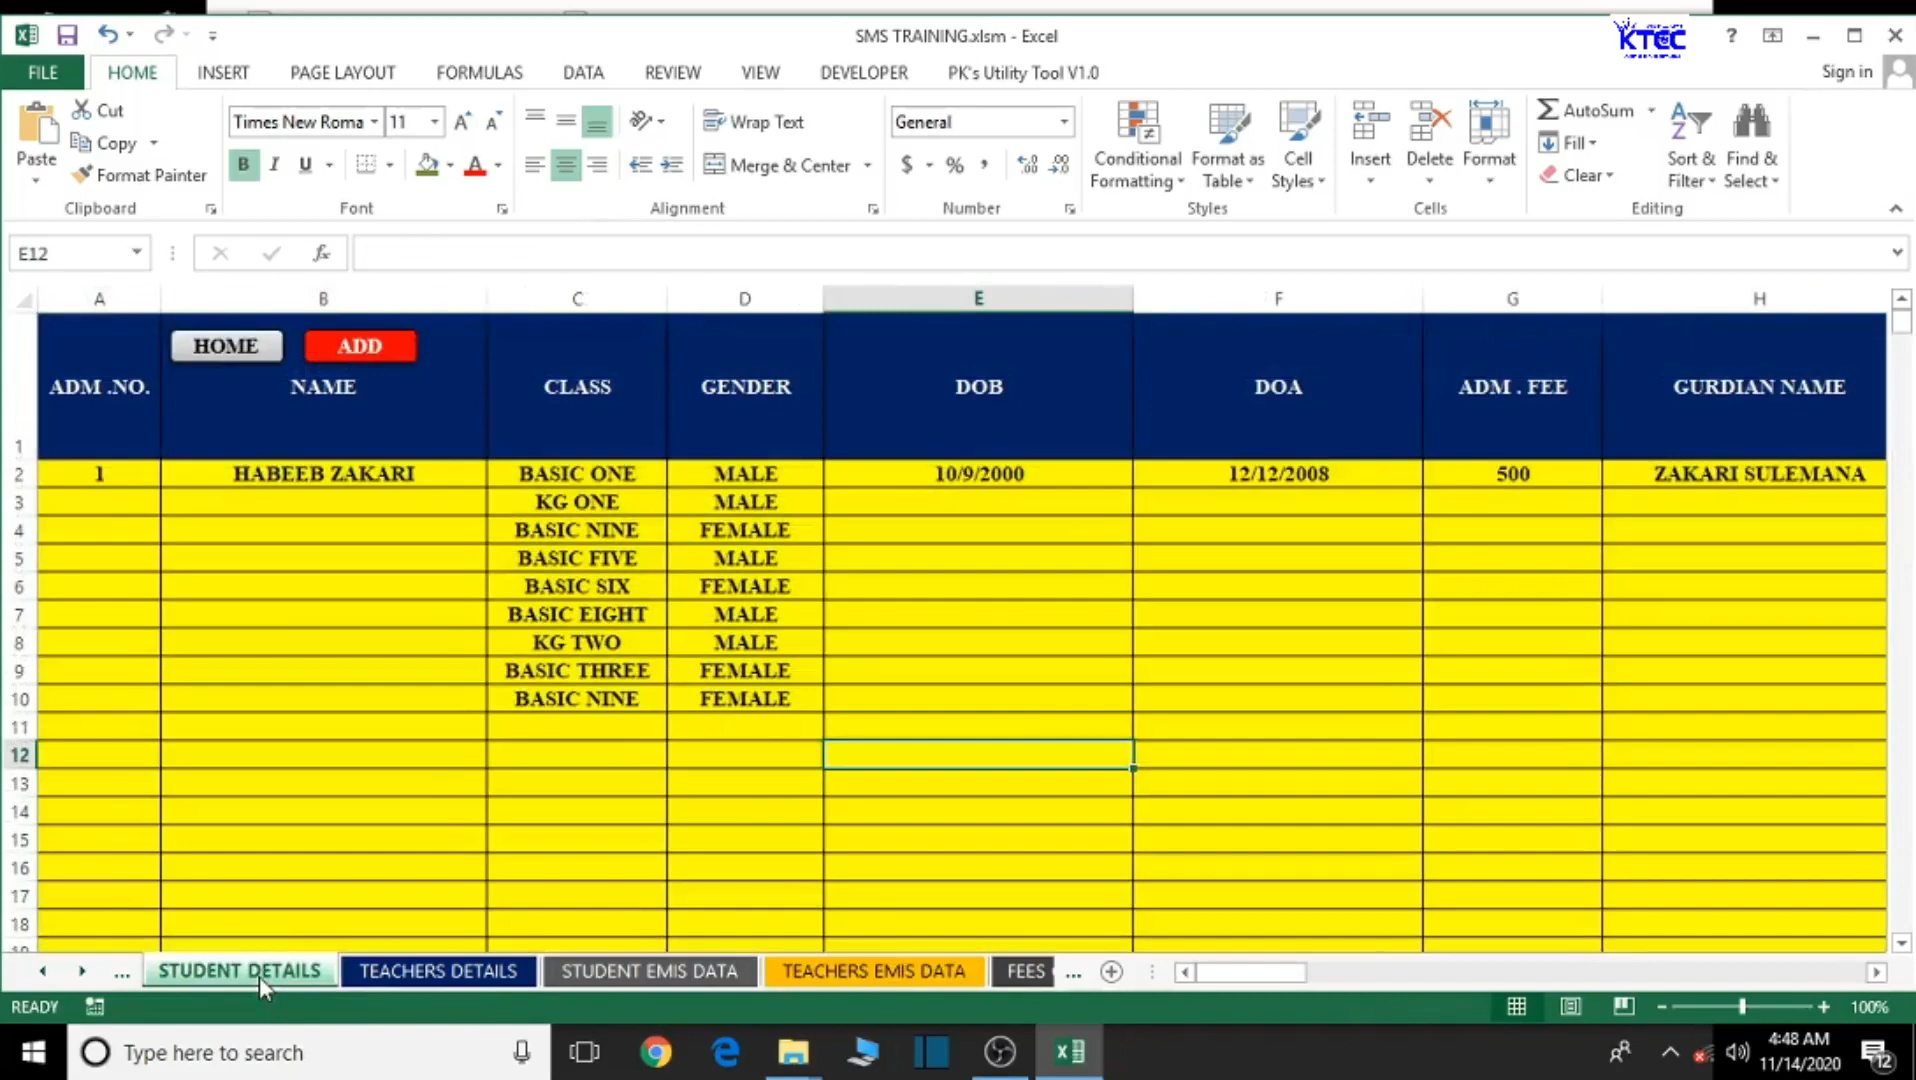 SMS TRAINING.xlsm - Excel
KTCC
?
FILE HOME INSERT PAGE LAYOUT FORMULAS DATA REVIEW VIEW DEVELOPER PK's Utility Tool V1.0 Sign in
Cut
Copy
Format Painter
Paste
Clipboard
Times New Roma 11
B I U
Font
Wrap Text
Merge & Center
Alignment
General
$ %
Number
Conditional Formatting
Format as Table
Cell Styles
Styles
Insert Delete Format
Cells
AutoSum
Fill
Clear
Sort & Filter
Find & Select
Editing
E12 fx
A B C D E F G H
HOME ADD
1 ADM .NO. NAME CLASS GENDER DOB DOA ADM . FEE GURDIAN NAME
2 1 HABEEB ZAKARI BASIC ONE MALE 10/9/2000 12/12/2008 500 ZAKARI SULEMANA
3 KG ONE MALE
4 BASIC NINE FEMALE
5 BASIC FIVE MALE
6 BASIC SIX FEMALE
7 BASIC EIGHT MALE
8 KG TWO MALE
9 BASIC THREE FEMALE
10 BASIC NINE FEMALE
11
12
13
14
15
16
17
18
... STUDENT DETAILS TEACHERS DETAILS STUDENT EMIS DATA TEACHERS EMIS DATA FEES ...
READY 100%
Type here to search
4:48 AM
11/14/2020
12